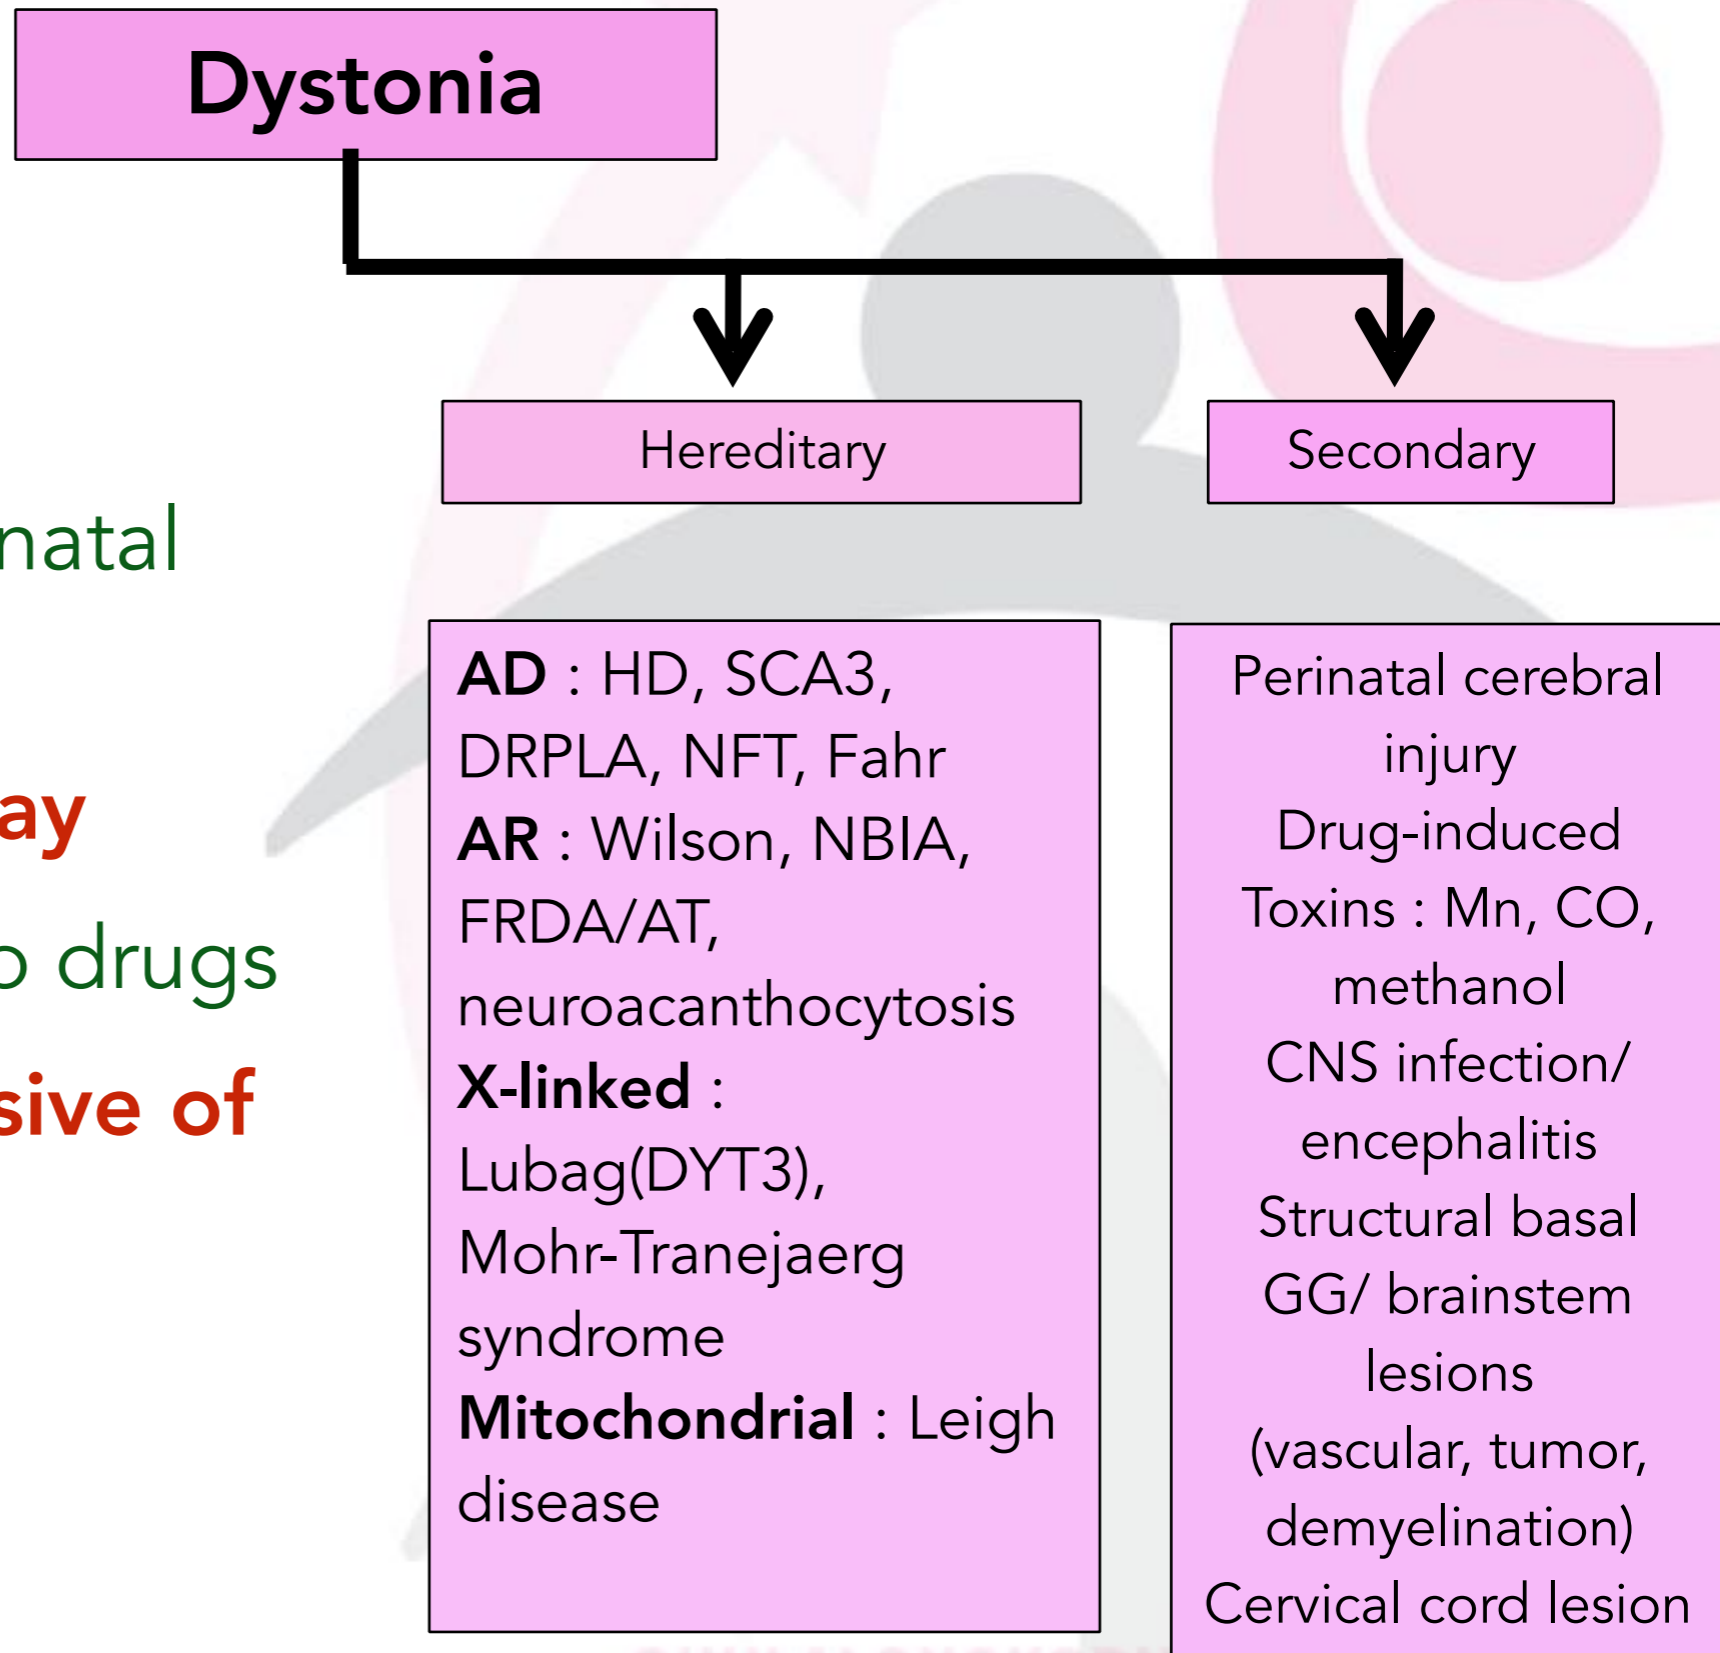 Dystonia
Hereditary
Secondary
natal
ay
drugs
sive of
AD : HD, SCA3,
DRPLA, NFT, Fahr
AR : Wilson, NBIA,
FRDA/AT,
neuroacanthocytosis
X-linked :
Lubag(DYT3),
Mohr-Tranejaerg
syndrome
Mitochondrial : Leigh
disease
Perinatal cerebral
injury
Drug-induced
Toxins : Mn, CO,
methanol
CNS infection/
encephalitis
Structural basal
GG/ brainstem
lesions
(vascular, tumor,
demyelination)
Cervical cord lesion